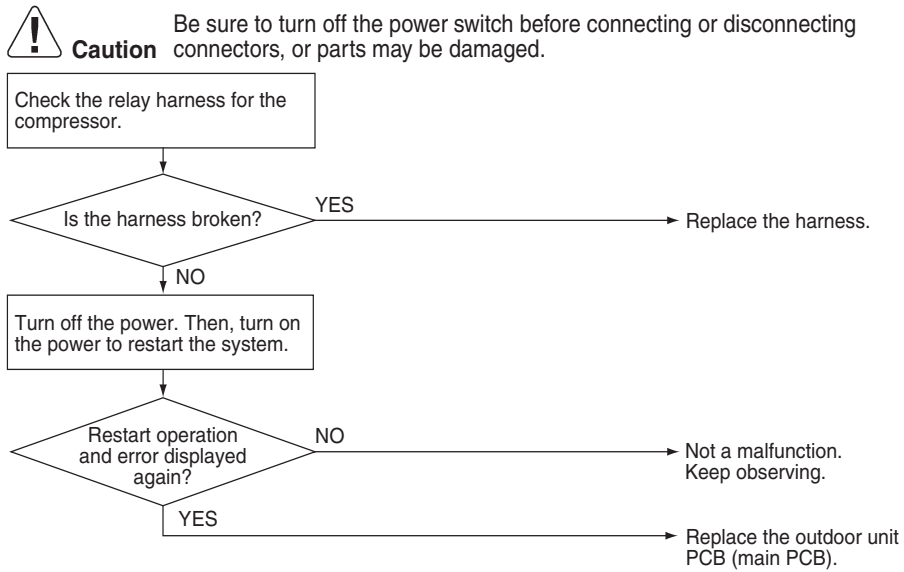 Be sure to turn off the power switch before connecting or disconnecting
Caution connectors, or parts may be damaged.
Check the relay harness for the
compressor.
Is the harness broken?
YES
Replace the harness.
NO
Turn off the power. Then, turn on
the power to restart the system.
Restart operation
and error displayed
again?
NO
Not a malfunction.
Keep observing.
YES
Replace the outdoor unit
PCB (main PCB).